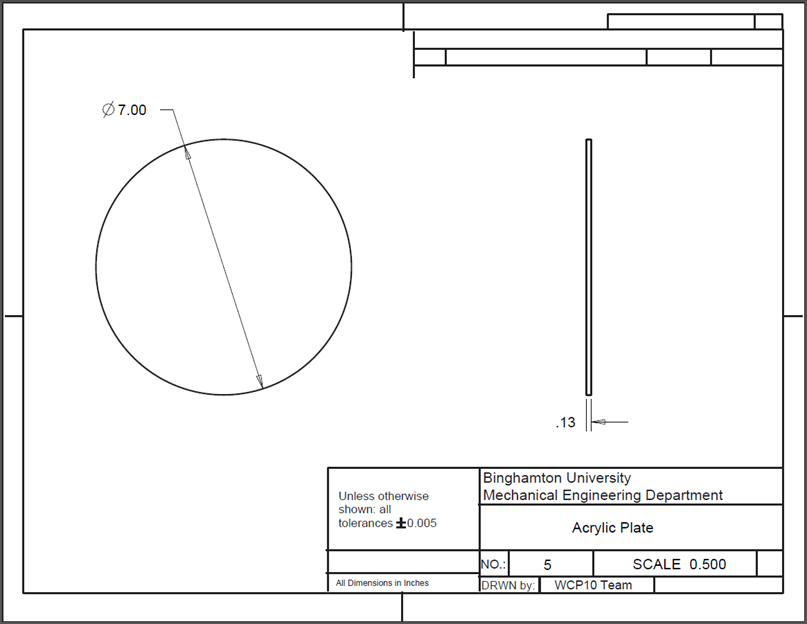 ⌀7.00
.13
Unless otherwise
shown: all
tolerances ±0.005
All Dimensions in Inches
Binghamton University
Mechanical Engineering Department
Acrylic Plate
NO.: 5 SCALE 0.500
DRWN by: WCP10 Team